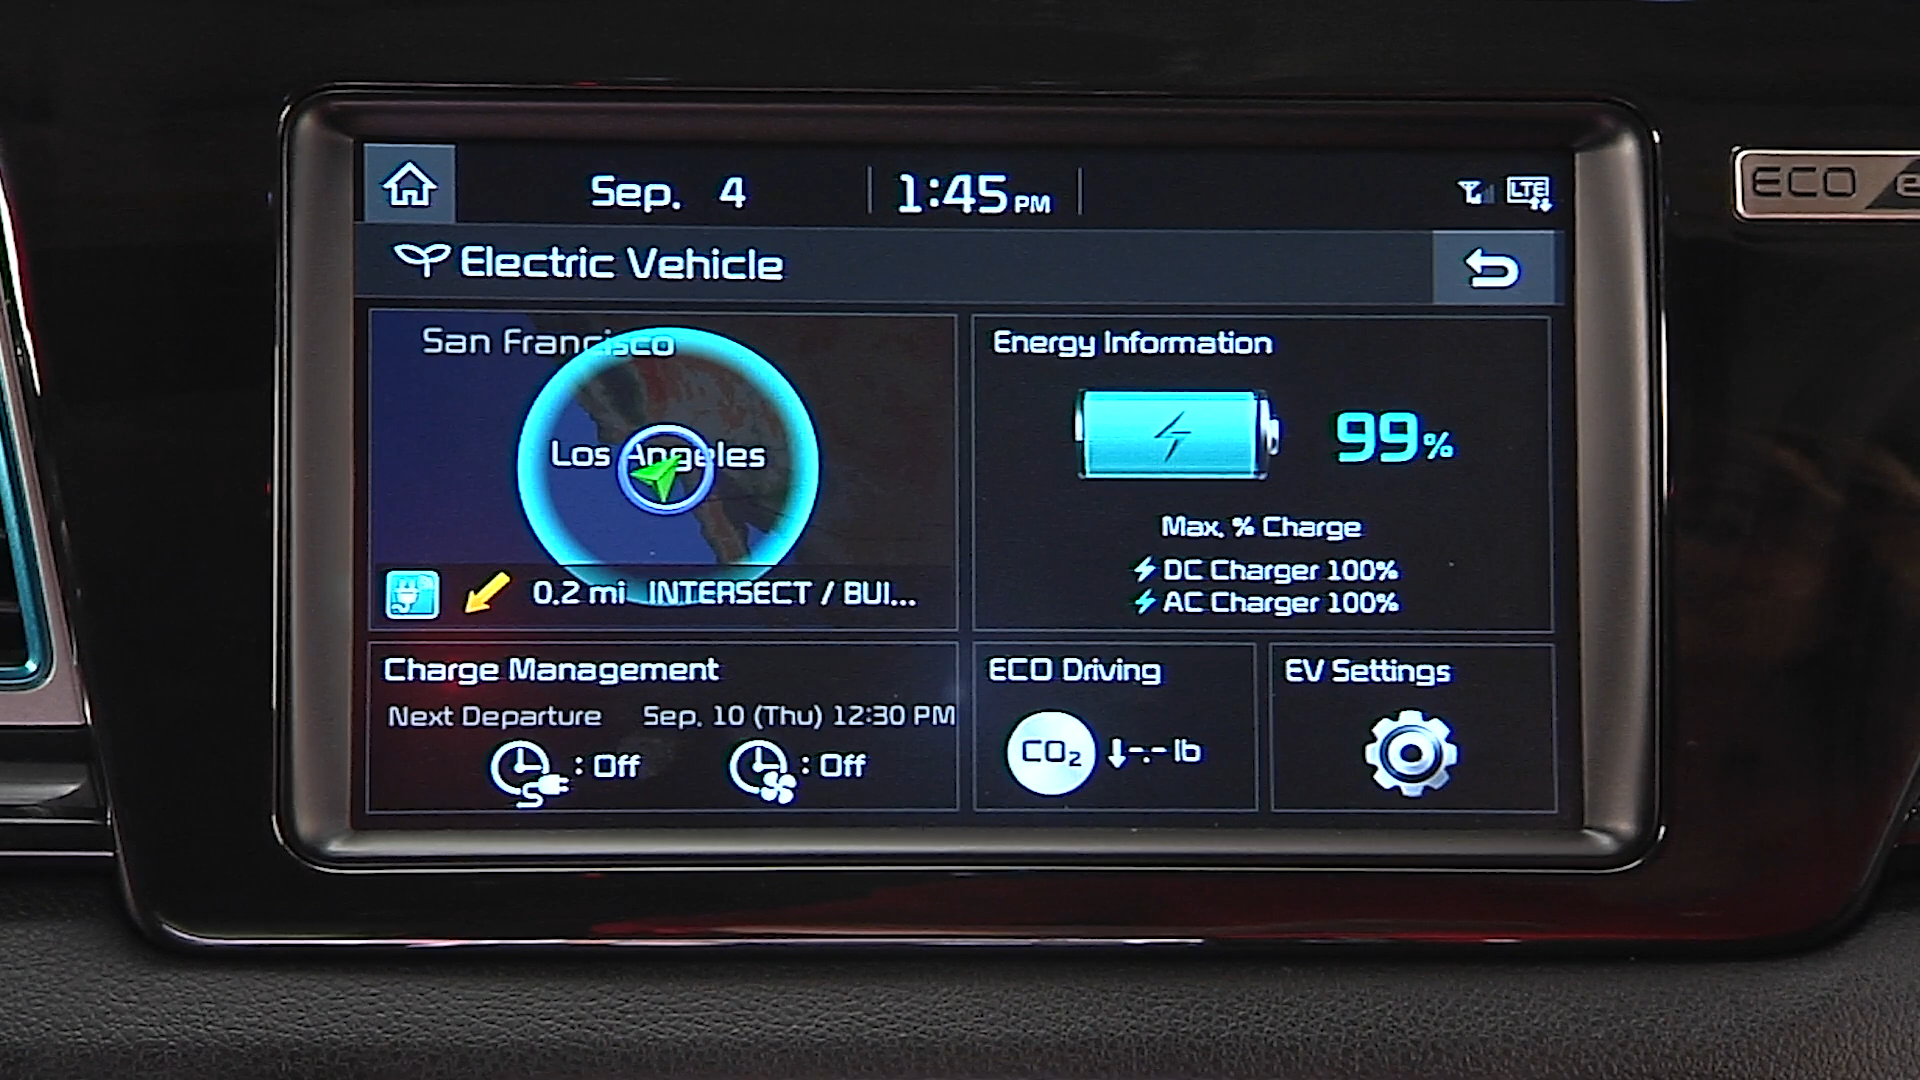 Sep. 4 1:45 PM LTE
Electric Vehicle
San Francisco
Los Angeles
0.2 mi INTERSECT / BUI...
Energy Information
99%
Max. % Charge
DC Charger 100%
AC Charger 100%
Charge Management
Next Departure Sep. 10 (Thu) 12:30 PM
: Off : Off
ECO Driving
CO₂ ↓-.- lb
EV Settings
ECO